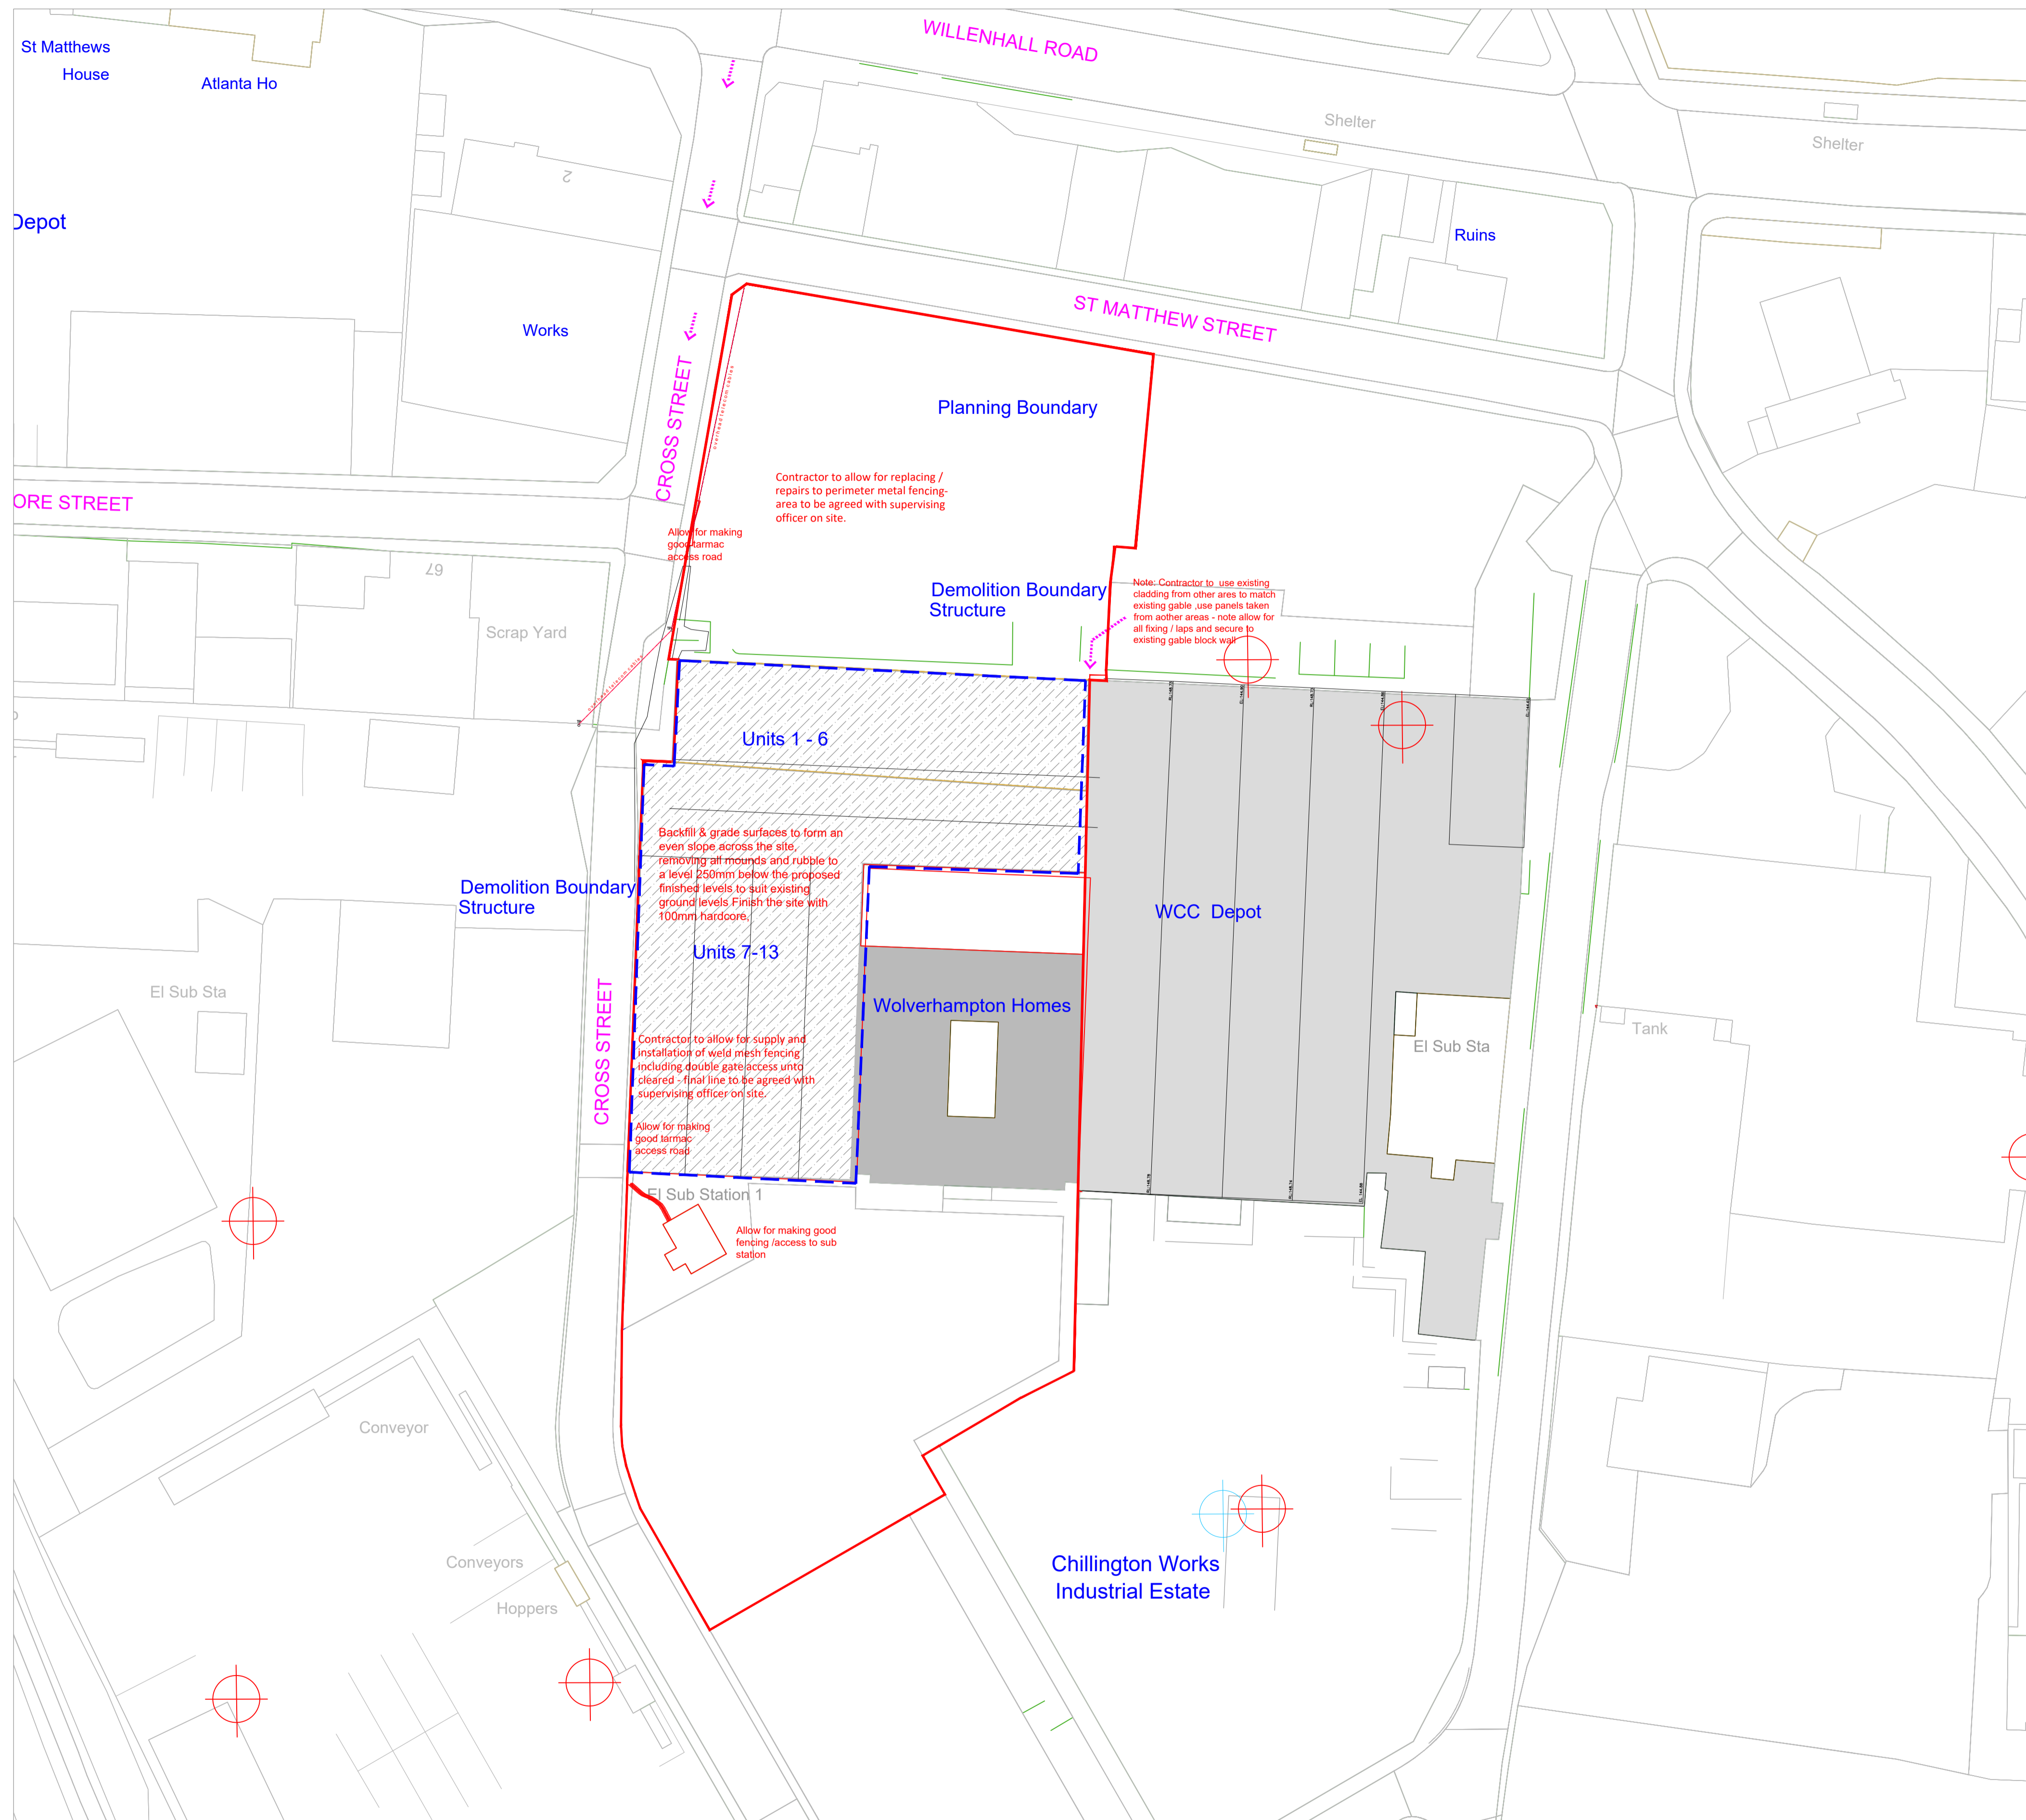 WILLENHALL ROAD
St Matthews
House
Atlanta Ho
Shelter
Shelter
2
Depot
Ruins
ST MATTHEW STREET
Works
CROSS STREET
overhead telecom cables
Planning Boundary
Contractor to allow for replacing /
repairs to perimeter metal fencing-
area to be agreed with supervising
officer on site.
ORE STREET
Allow for making
good tarmac
access road
67
Demolition Boundary
Structure
Note: Contractor to use existing
cladding from other ares to match
existing gable ,use panels taken
from aother areas - note allow for
all fixing / laps and secure to
existing gable block wall
Scrap Yard
overhead telecom cables
Units 1 - 6
Backfill & grade surfaces to form an
even slope across the site,
removing all mounds and rubble to
a level 250mm below the proposed
finished levels to suit existing
ground levels Finish the site with
100mm hardcore.
Demolition Boundary
Structure
WCC Depot
Units 7-13
El Sub Sta
Wolverhampton Homes
CROSS STREET
Tank
El Sub Sta
Contractor to allow for supply and
installation of weld mesh fencing
including double gate access unto
cleared - final line to be agreed with
supervising officer on site.
Allow for making
good tarmac
access road
El Sub Station 1
Allow for making good
fencing /access to sub
station
Conveyor
Conveyors
Hoppers
Chillington Works
Industrial Estate